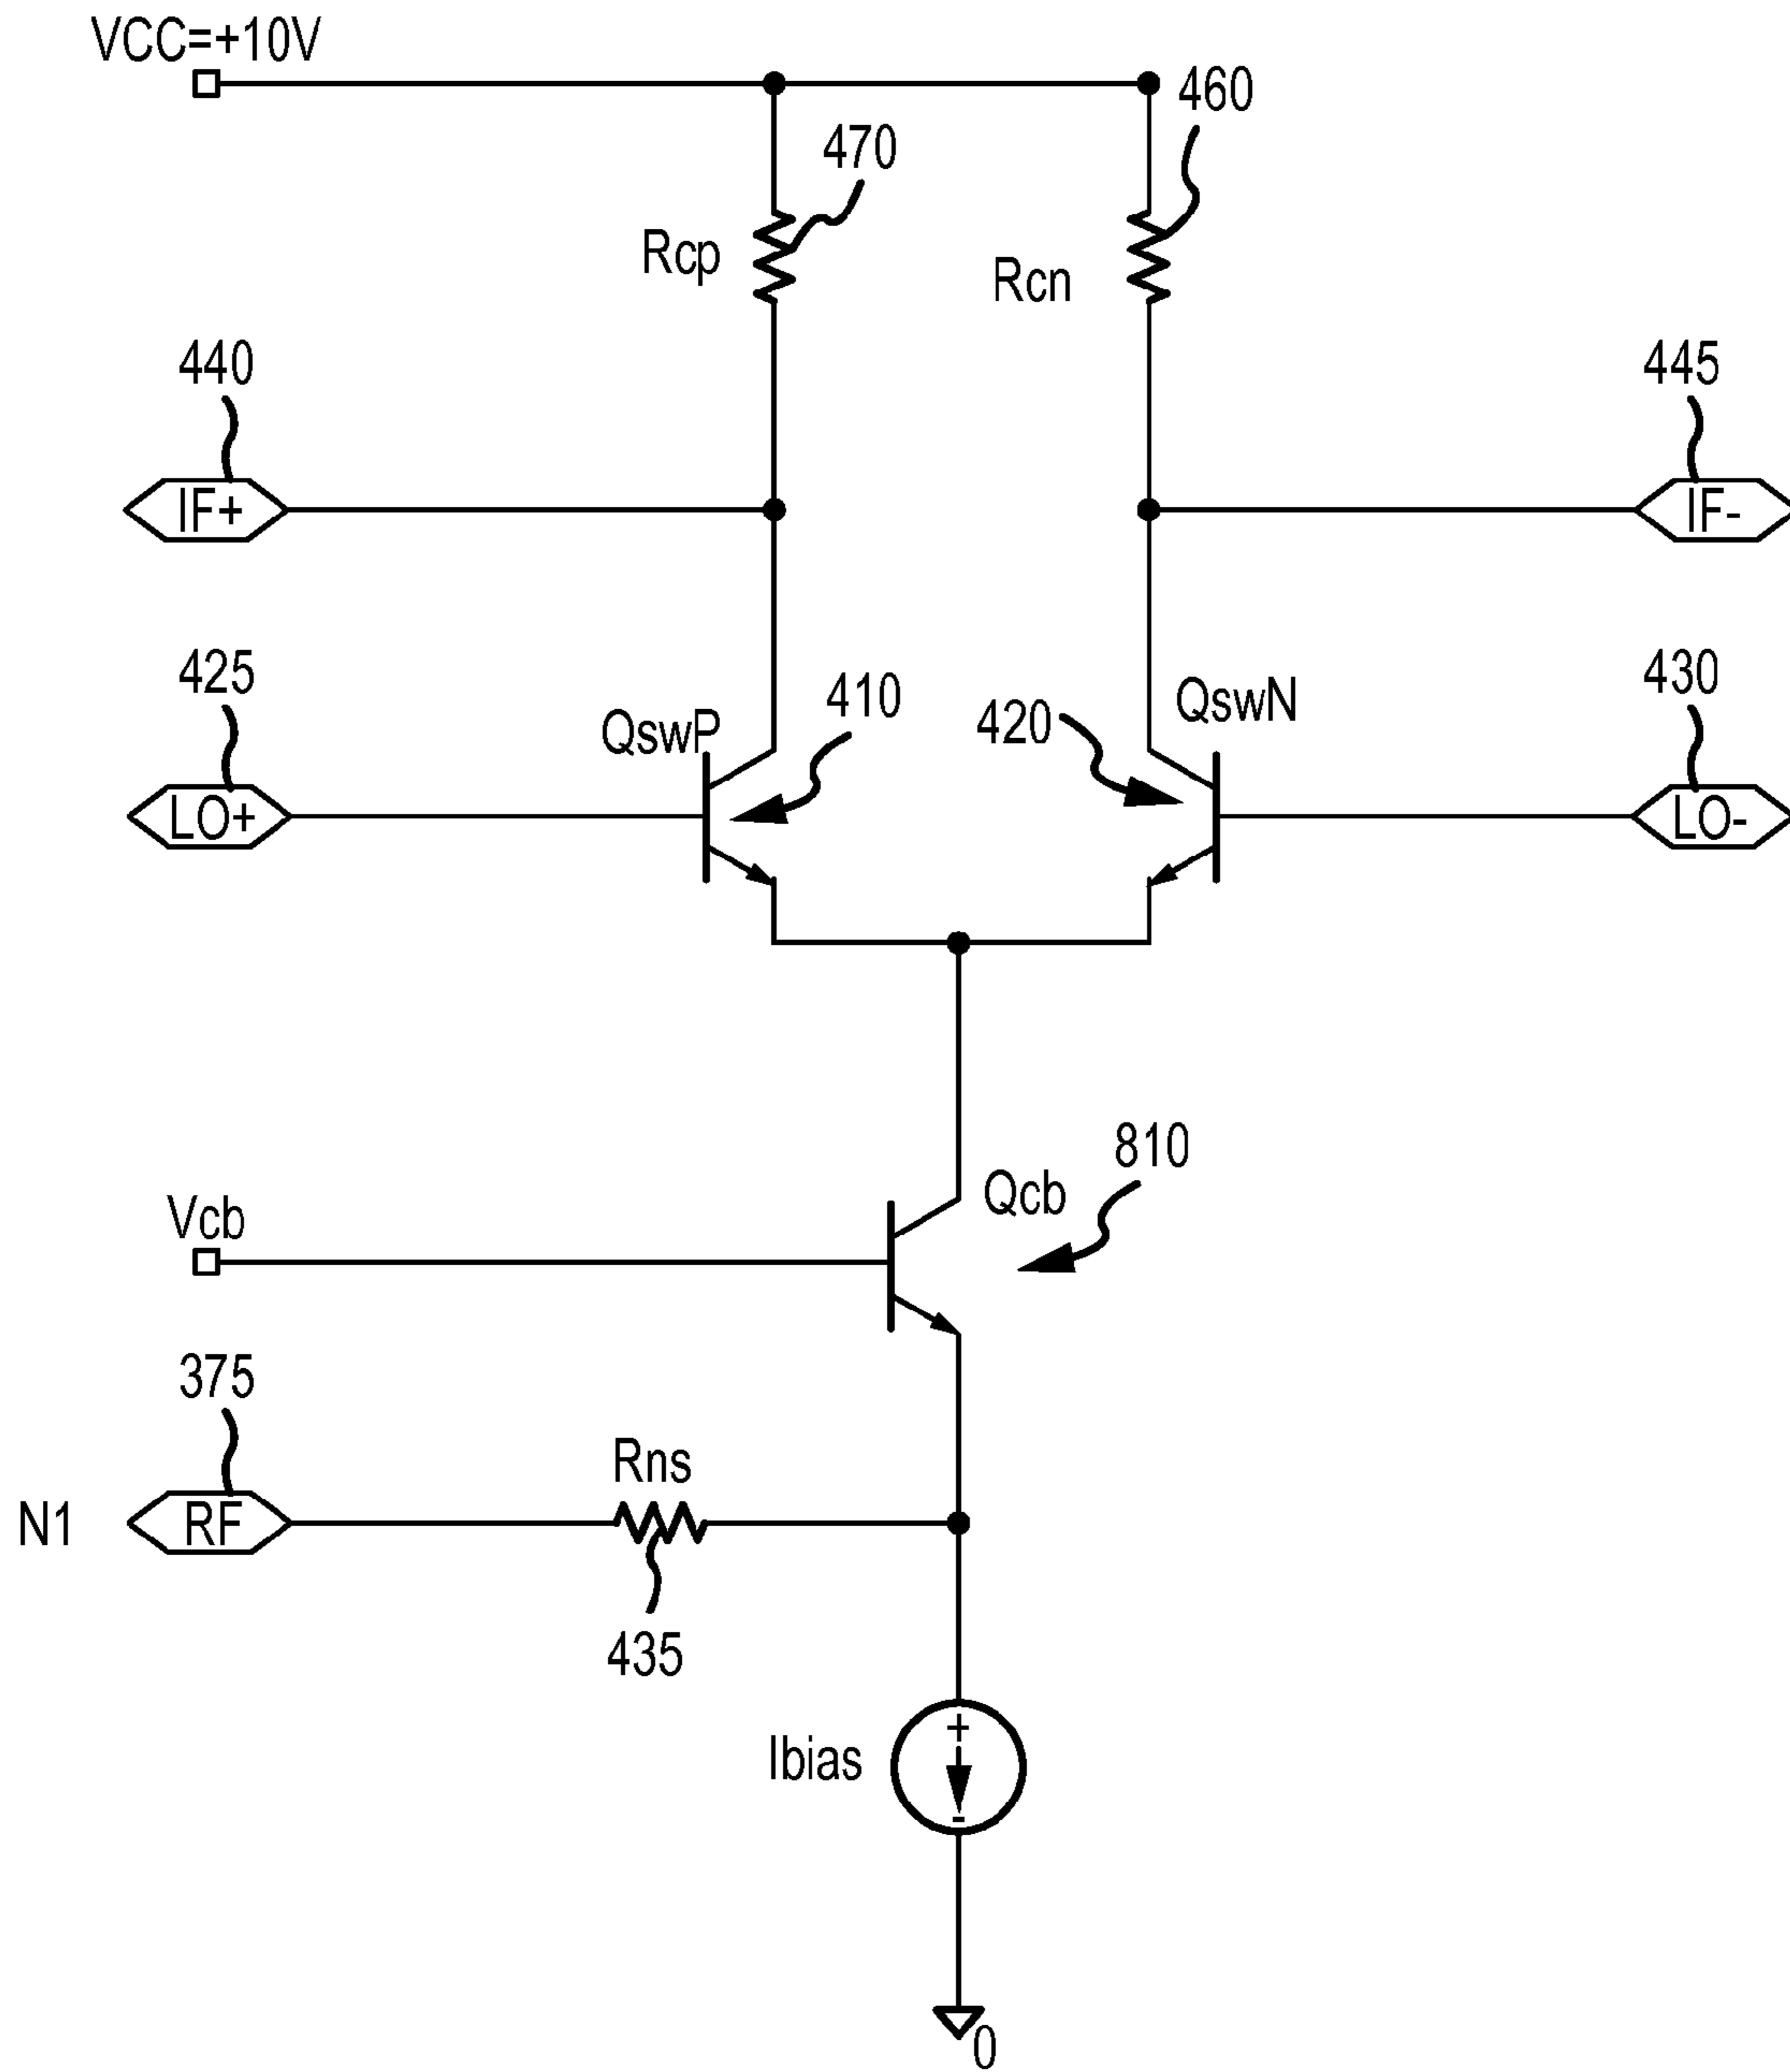 VCC=+10V
460
470
Rcp
Rcn
440
445
IF+
IF-
425
430
QswP
410
420
QswN
LO+
LO-
810
Qcb
Vcb
375
Rns
N1
RF
435
Ibias
+
-
0